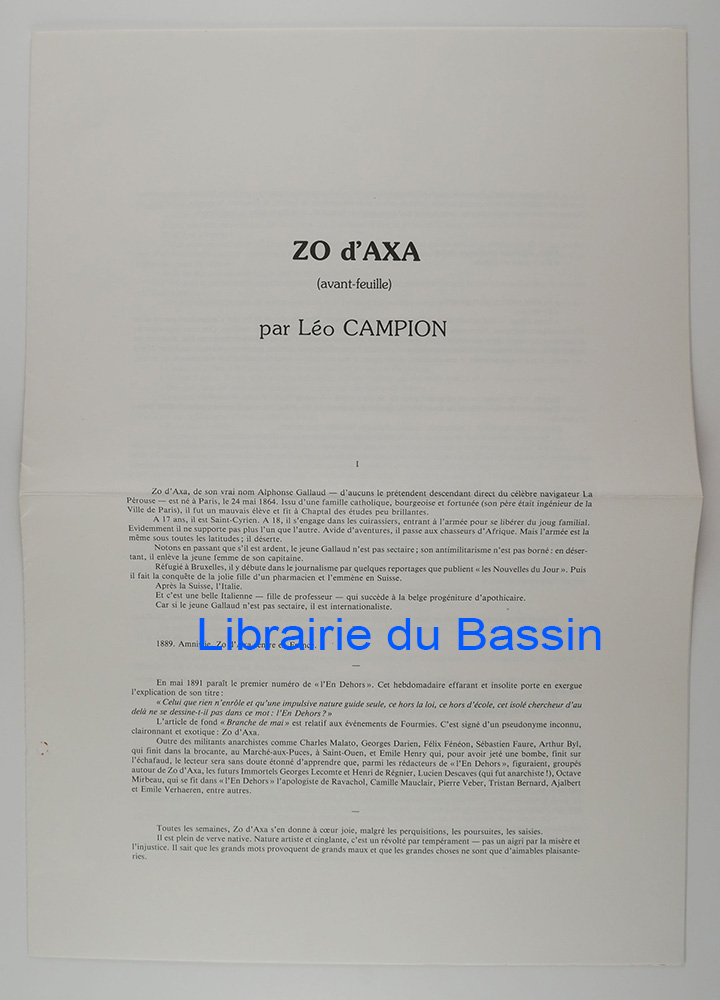 ZO d'AXA
(avant-feuille)
par Léo CAMPION
I
Zo d'Axa, de son vrai nom Alphonse Gallaud — d'aucuns le prétendent descendant direct du célèbre navigateur La
Pérouse — est né à Paris, le 24 mai 1864. Issu d'une famille catholique, bourgeoise et fortunée (son père était ingénieur de la
Ville de Paris), il fut un mauvais élève et fit à Chaptal des études peu brillantes.
A 17 ans, il est Saint-Cyrien. A 18, il s'engage dans les cuirassiers, entrant à l'armée pour se libérer du joug familial.
Evidemment il ne supporte pas plus l'un que l'autre. Avide d'aventures, il passe aux chasseurs d'Afrique. Mais l'armée est la
même sous toutes les latitudes ; il déserte.
Notons en passant que s'il est ardent, le jeune Gallaud n'est pas sectaire ; son antimilitarisme n'est pas borné : en déser-
tant, il enlève la jeune femme de son capitaine.
Réfugié à Bruxelles, il y débute dans le journalisme par quelques reportages que publient « les Nouvelles du Jour ». Puis
il fait la conquête de la jolie fille d'un pharmacien et l'emmène en Suisse.
Après la Suisse, l'Italie.
Et c'est une belle Italienne — fille de professeur — qui succède à la belge progéniture d'apothicaire.
Car si le jeune Gallaud n'est pas sectaire, il est internationaliste.
Librairie du Bassin
1889. Amnistie. Zo d'Axa rentre en France.
—
En mai 1891 paraît le premier numéro de « l'En Dehors ». Cet hebdomadaire effarant et insolite porte en exergue
l'explication de son titre :
« Celui que rien n'enrôle et qu'une impulsive nature guide seule, ce hors la loi, ce hors d'école, cet isolé chercheur d'au
delà ne se dessine-t-il pas dans ce mot : l'En Dehors ? »
L'article de fond « Branche de mai » est relatif aux événements de Fourmies. C'est signé d'un pseudonyme inconnu,
claironnant et exotique : Zo d'Axa.
Outre des militants anarchistes comme Charles Malato, Georges Darien, Félix Fénéon, Sébastien Faure, Arthur Byl,
qui finit dans la brocante, au Marché-aux-Puces, à Saint-Ouen, et Emile Henry qui, pour avoir jeté une bombe, finit sur
l'échafaud, le lecteur sera sans doute étonné d'apprendre que, parmi les rédacteurs de « l'En Dehors », figuraient, groupés
autour de Zo d'Axa, les futurs Immortels Georges Lecomte et Henri de Régnier, Lucien Descaves (qui fut anarchiste !), Octave
Mirbeau, qui se fit dans « l'En Dehors » l'apologiste de Ravachol, Camille Mauclair, Pierre Veber, Tristan Bernard, Ajalbert
et Emile Verhaeren, entre autres.
—
Toutes les semaines, Zo d'Axa s'en donne à cœur joie, malgré les perquisitions, les poursuites, les saisies.
Il est plein de verve native. Nature artiste et cinglante, c'est un révolté par tempérament — pas un aigri par la misère et
l'injustice. Il sait que les grands mots provoquent de grands maux et que les grandes choses ne sont que d'aimables plaisante-
ries.